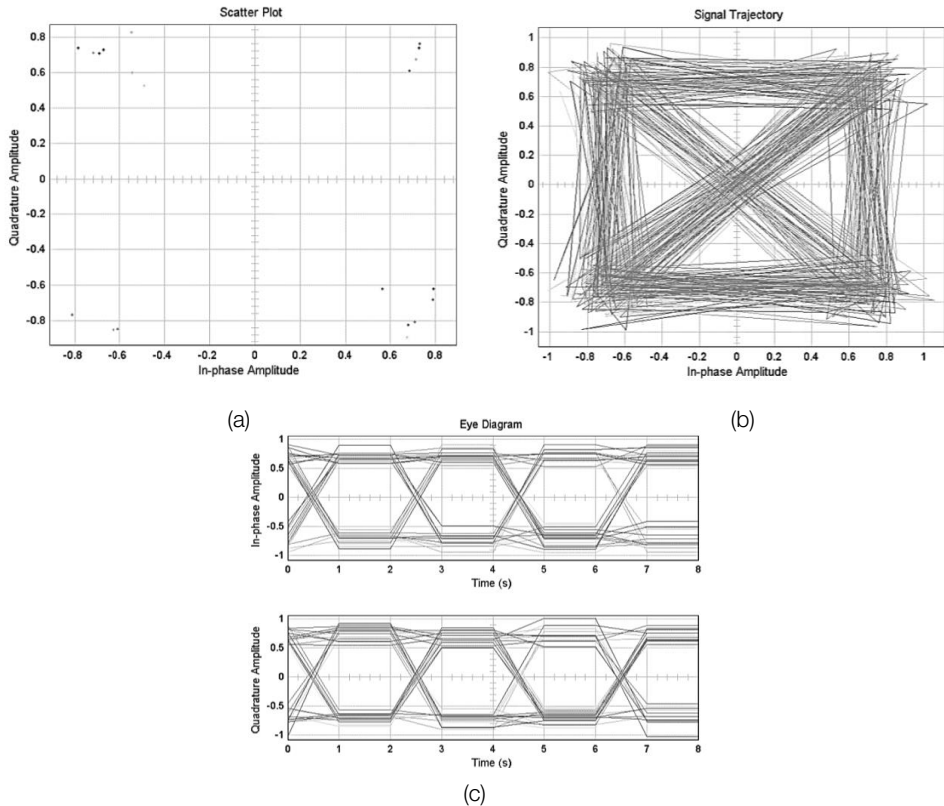 Scatter Plot
0.8
0.6
0.4
0.2
0
-0.2
-0.4
-0.6
-0.8
Quadrature Amplitude
-0.8 -0.6 -0.4 -0.2 0 0.2 0.4 0.6 0.8
In-phase Amplitude
(a)
Signal Trajectory
1
0.8
0.6
0.4
0.2
0
-0.2
-0.4
-0.6
-0.8
-1
Quadrature Amplitude
-1 -0.8 -0.6 -0.4 -0.2 0 0.2 0.4 0.6 0.8 1
In-phase Amplitude
(b)
Eye Diagram
1
0.5
0
-0.5
-1
In-phase Amplitude
0 1 2 3 4 5 6 7 8
Time (s)
1
0.5
0
-0.5
-1
Quadrature Amplitude
0 1 2 3 4 5 6 7 8
Time (s)
(c)